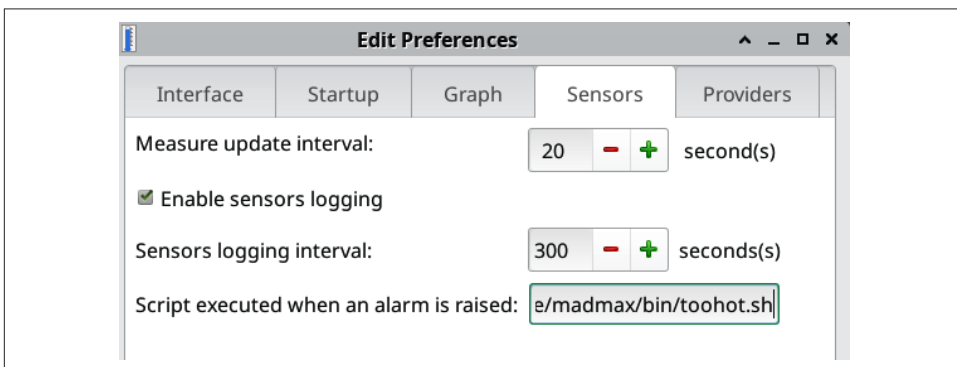 Edit Preferences
Interface Startup Graph Sensors Providers
Measure update interval: 20 second(s)
Enable sensors logging
Sensors logging interval: 300 seconds(s)
Script executed when an alarm is raised: e/madmax/bin/toohot.sh